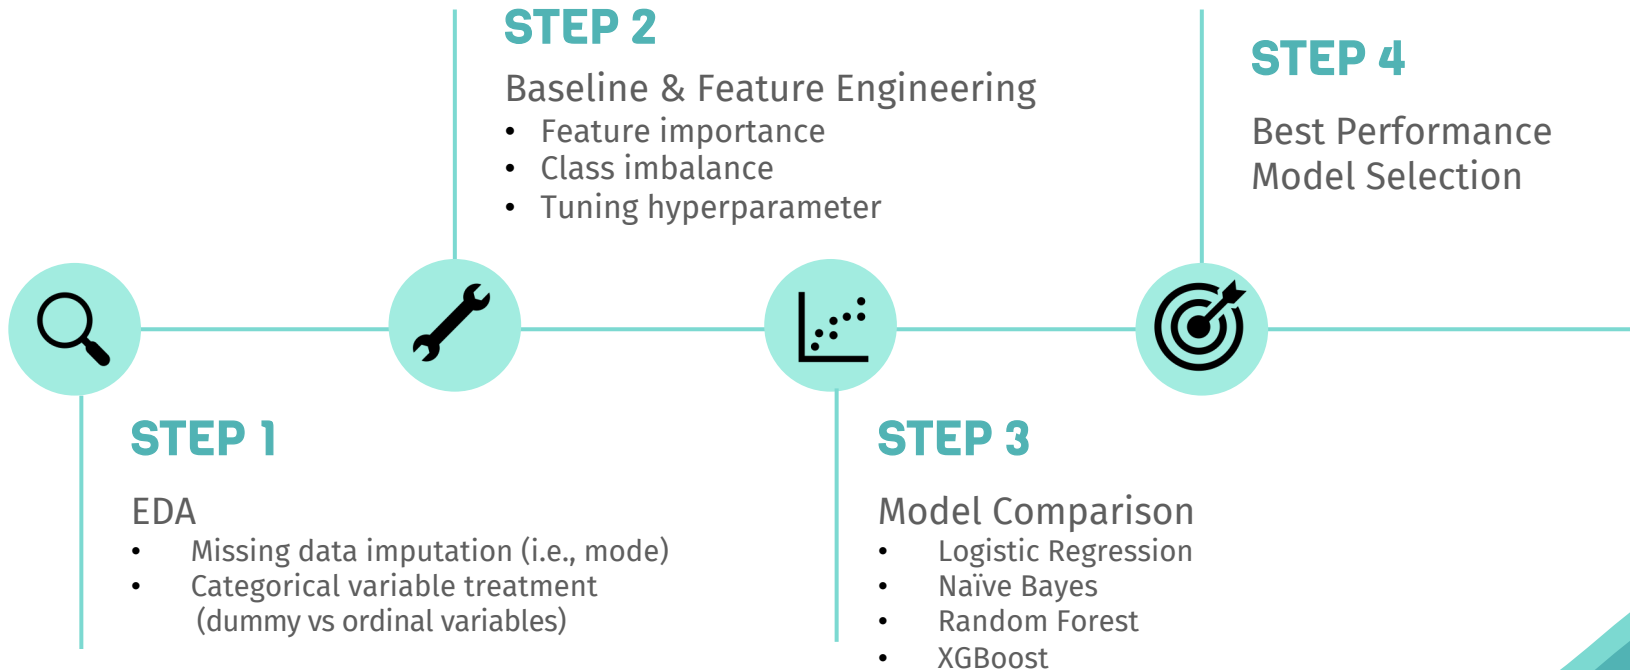 STEP 1
EDA
• Missing data imputation (i.e., mode)
• Categorical variable treatment
(dummy vs ordinal variables)
STEP 2
Baseline & Feature Engineering
• Feature importance
• Class imbalance
• Tuning hyperparameter
STEP 3
Model Comparison
• Logistic Regression
• Naïve Bayes
• Random Forest
• XGBoost
STEP 4
Best Performance
Model Selection